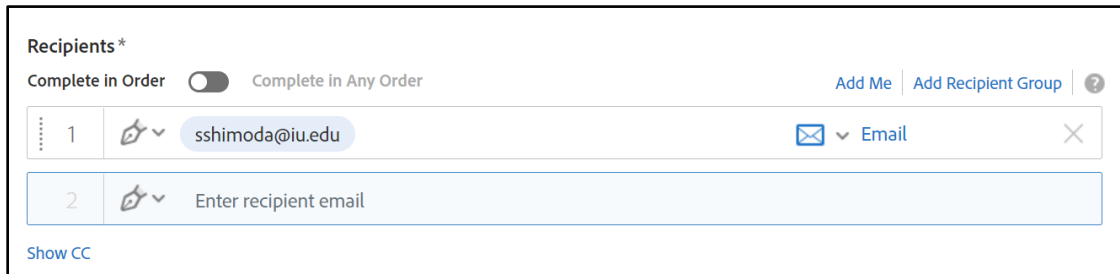 Recipients*
Complete in Order Complete in Any Order Add Me Add Recipient Group ?
1 sshimoda@iu.edu Email
2 Enter recipient email
Show CC